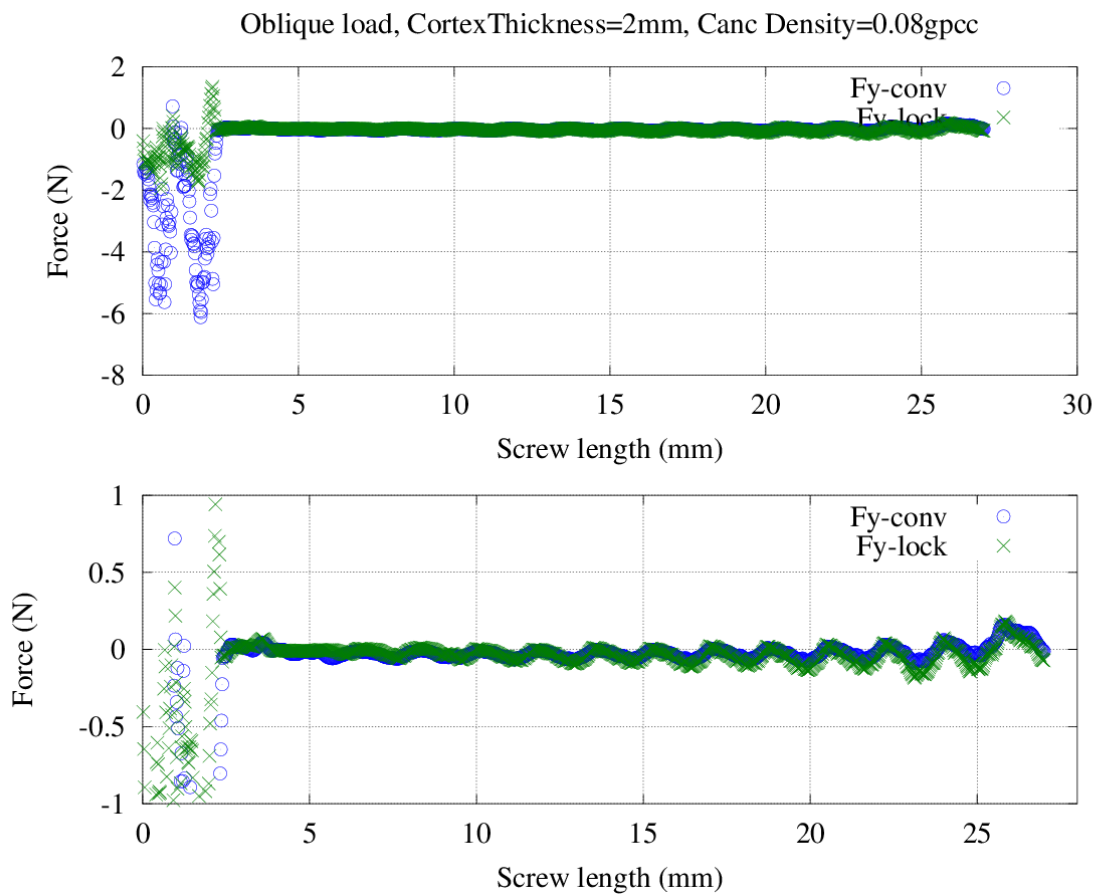 Oblique load, CortexThickness=2mm, Canc Density=0.08gpcc
2
0
-2
-4
-6
-8
Force (N)
Fy-conv
Fy-lock
0 5 10 15 20 25 30
Screw length (mm)
1
0.5
0
-0.5
-1
Force (N)
Fy-conv
Fy-lock
0 5 10 15 20 25
Screw length (mm)